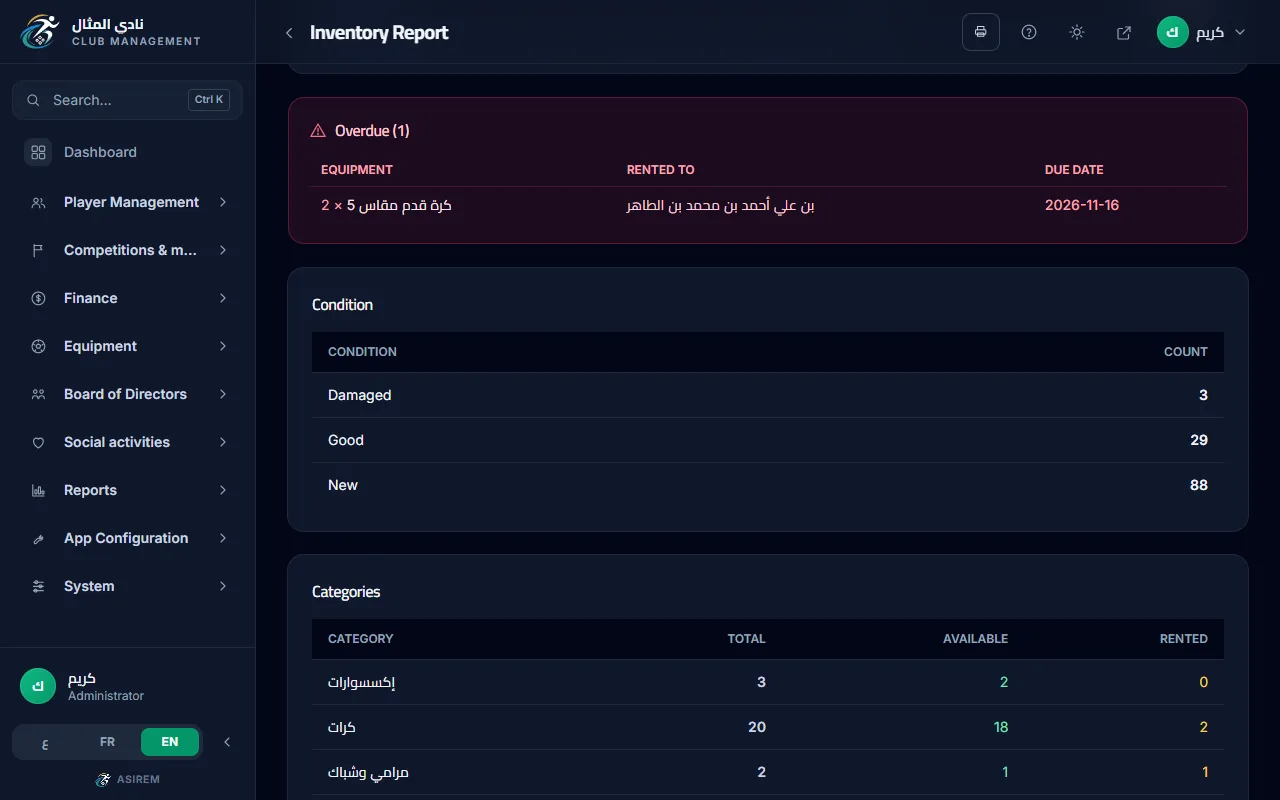 نادي المثال
CLUB MANAGEMENT
Search...
Ctrl K
Dashboard
Player Management
Competitions & m...
Finance
Equipment
Board of Directors
Social activities
Reports
App Configuration
System
كريم
Administrator
ع
FR
EN
ASIREM
Inventory Report
ك
كريم
Overdue (1)
EQUIPMENT RENTED TO DUE DATE
كرة قدم مقاس 5 × 2 بن علي أحمد بن محمد بن الطاهر 2026-11-16
Condition
CONDITION COUNT
Damaged 3
Good 29
New 88
Categories
CATEGORY TOTAL AVAILABLE RENTED
إكسسوارات 3 2 0
كرات 20 18 2
مرامي وشباك 2 1 1